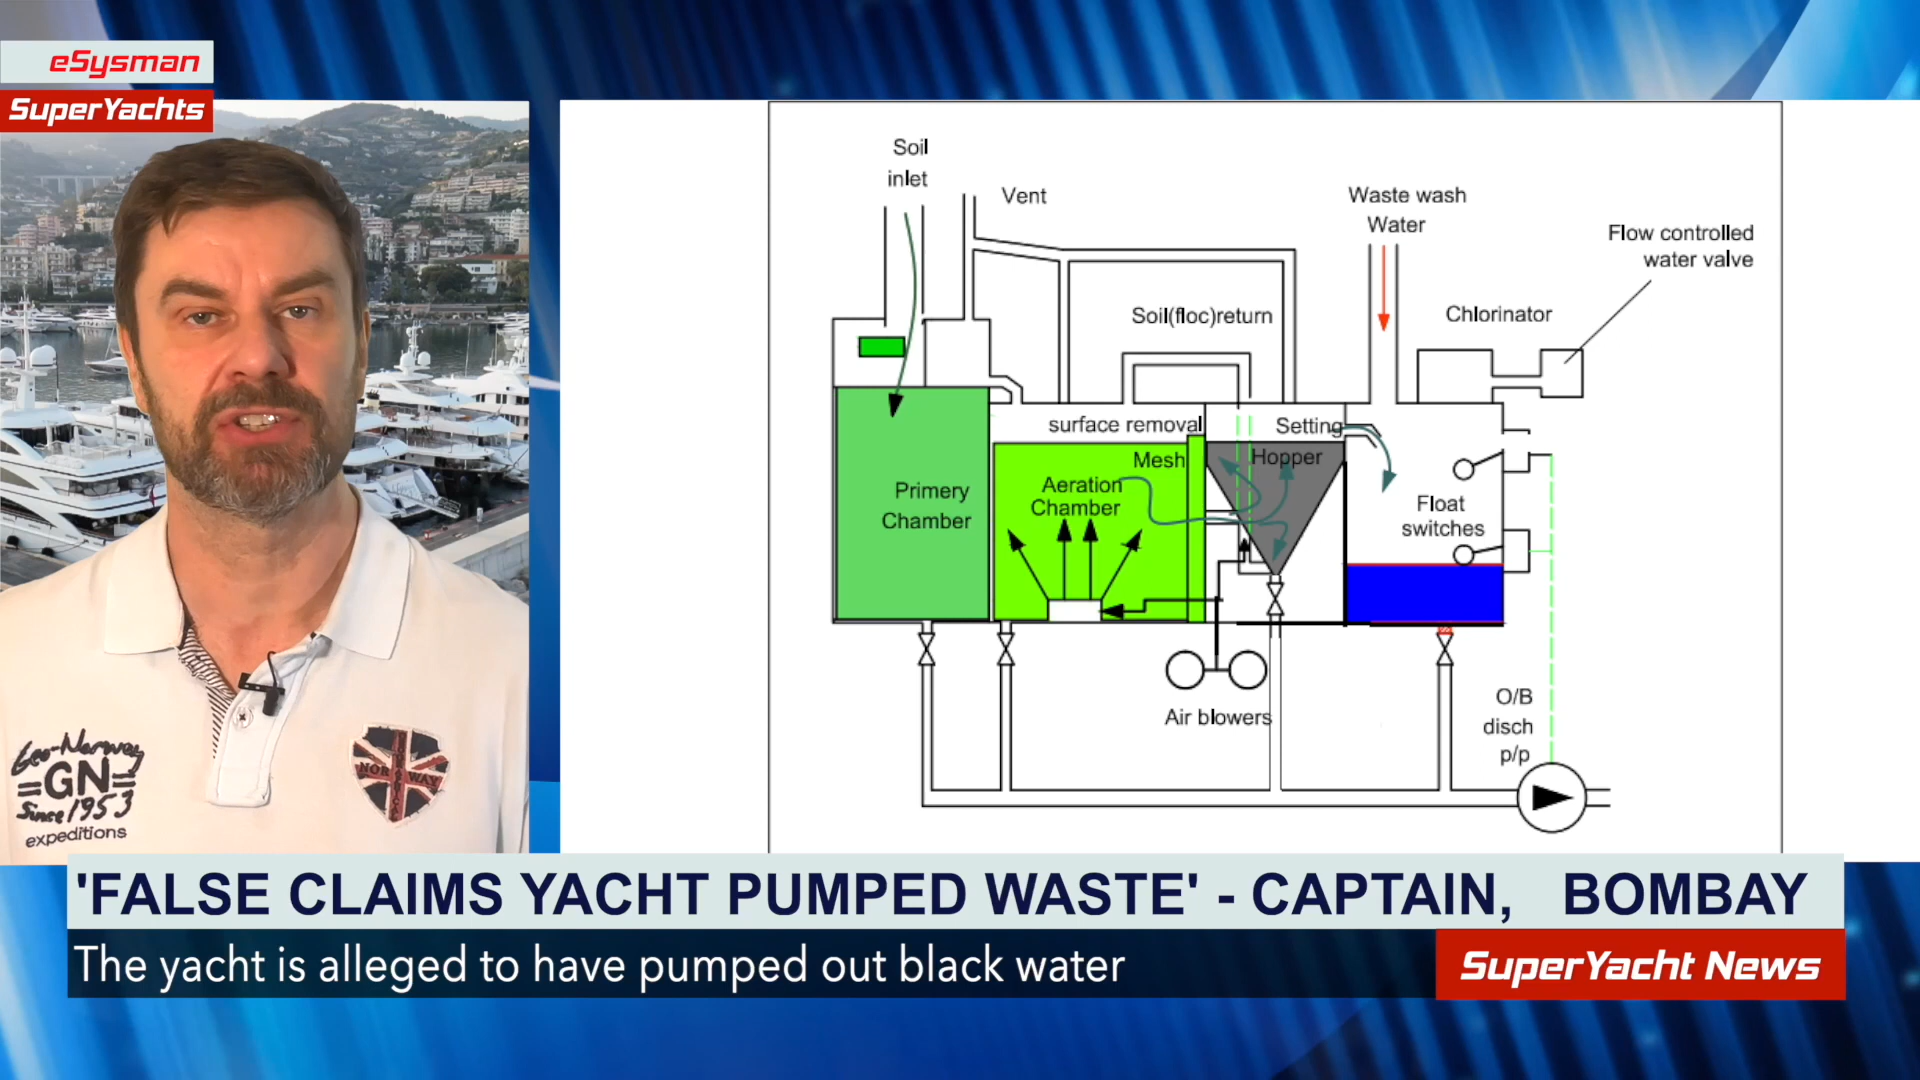 eSysman
SuperYachts
Soil
inlet
Vent
Waste wash
Water
Flow controlled
water valve
Soil(floc)return
Chlorinator
surface removal
Setting
Mesh
Hopper
Aeration
Chamber
Primery
Chamber
Float
switches
Air blowers
O/B
disch
p/p
Geo-Norway
=GN=
Since 1953
expeditions
NORWAY
'FALSE CLAIMS YACHT PUMPED WASTE' - CAPTAIN, BOMBAY
The yacht is alleged to have pumped out black water
SuperYacht News